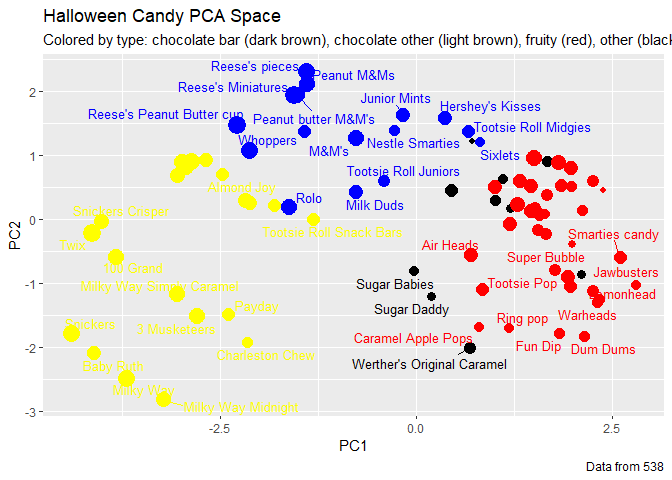 Halloween Candy PCA Space
Colored by type: chocolate bar (dark brown), chocolate other (light brown), fruity (red), other (blac
Reese's pieces
Peanut M&Ms
Reese's Miniatures
Junior Mints
Hershey's Kisses
Reese's Peanut Butter cup
Peanut butter M&M's
Tootsie Roll Midgies
Whoppers
Nestle Smarties
M&M's
Sixlets
Tootsie Roll Juniors
Almond Joy
Rolo
Milk Duds
Snickers Crisper
Tootsie Roll Snack Bars
Smarties candy
Twix
Air Heads
Super Bubble
100 Grand
Jawbusters
Milky Way Simply Caramel
Sugar Babies
Tootsie Pop
Lemonhead
Payday
Sugar Daddy
Warheads
Snickers
3 Musketeers
Ring pop
Caramel Apple Pops
Fun Dip
Dum Dums
Charleston Chew
Werther's Original Caramel
Baby Ruth
Milky Way
Milky Way Midnight
2
1
0
-1
-2
-3
PC2
-2.5
0.0
2.5
PC1
Data from 538